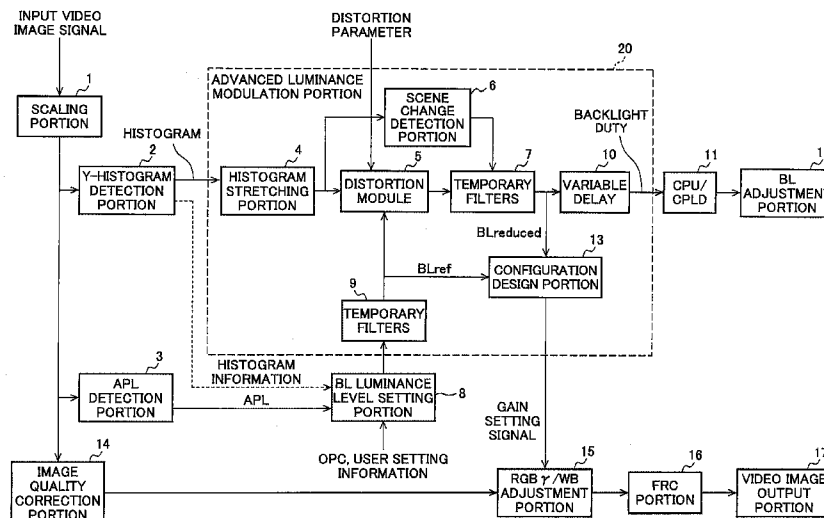 INPUT VIDEO
IMAGE SIGNAL
DISTORTION
PARAMETER
20
1
SCALING
PORTION
ADVANCED LUMINANCE
MODULATION PORTION
6
SCENE
CHANGE
DETECTION
PORTION
BACKLIGHT
DUTY
HISTOGRAM
2
Y-HISTOGRAM
DETECTION
PORTION
4
HISTOGRAM
STRETCHING
PORTION
5
DISTORTION
MODULE
7
TEMPORARY
FILTERS
10
VARIABLE
DELAY
11
CPU/
CPLD
BL
ADJUSTMENT
PORTION
BLreduced
13
CONFIGURATION
DESIGN PORTION
BLref
9
TEMPORARY
FILTERS
3
APL
DETECTION
PORTION
HISTOGRAM
INFORMATION
APL
BL LUMINANCE
LEVEL SETTING
PORTION
8
GAIN
SETTING
SIGNAL
OPC, USER SETTING
INFORMATION
14
IMAGE
QUALITY
CORRECTION
PORTION
15
RGB γ/WB
ADJUSTMENT
PORTION
16
FRC
PORTION
17
VIDEO IMAGE
OUTPUT
PORTION